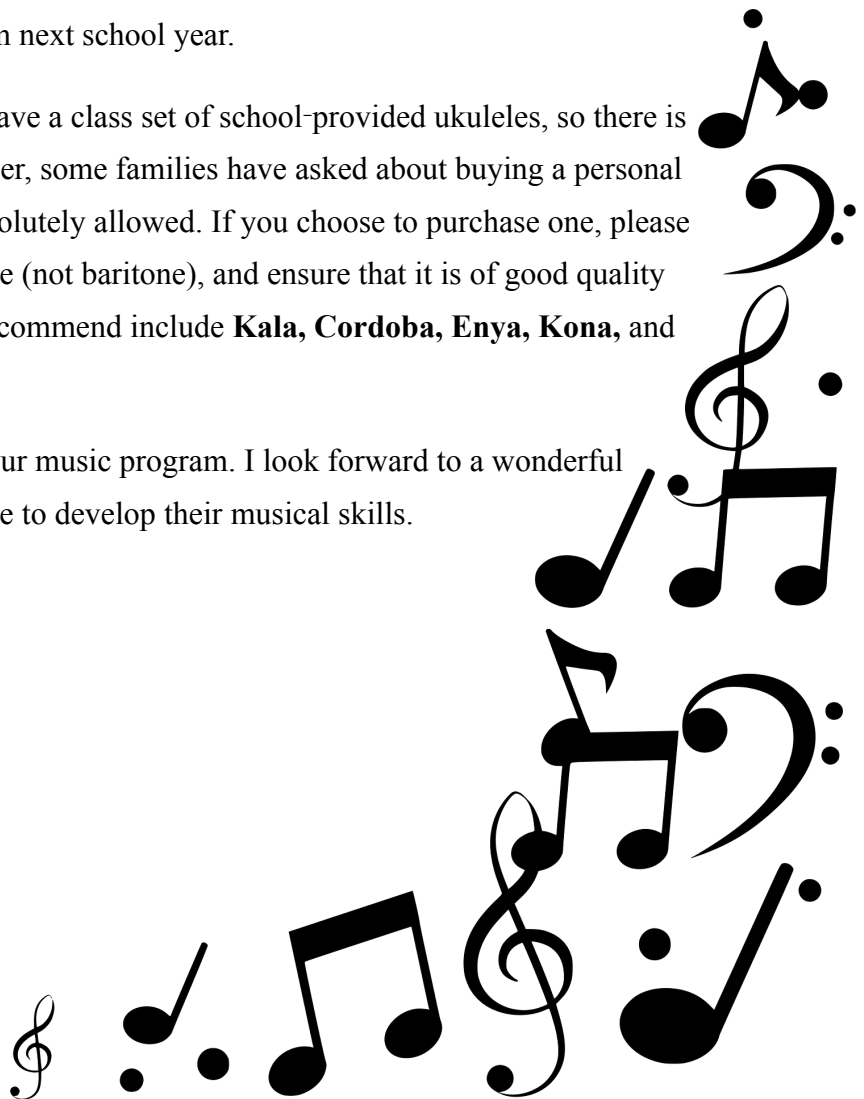 n next school year.
ave a class set of school-provided ukuleles, so there is
er, some families have asked about buying a personal
olutely allowed. If you choose to purchase one, please
e (not baritone), and ensure that it is of good quality
commend include Kala, Cordoba, Enya, Kona, and
ur music program. I look forward to a wonderful
e to develop their musical skills.